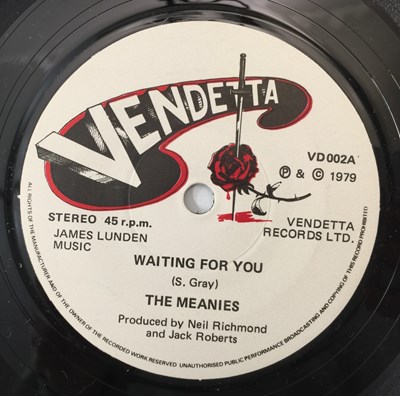 VENDETTA
VD 002A
Ⓟ & © 1979
STEREO 45 r.p.m.
JAMES LUNDEN
MUSIC
VENDETTA
RECORDS LTD.
WAITING FOR YOU
(S. Gray)
THE MEANIES
Produced by Neil Richmond
and Jack Roberts
ALL RIGHTS OF THE MANUFACTURER AND OF THE OWNER OF THE RECORDED WORK RESERVED UNAUTHORISED PUBLIC PERFORMANCE BROADCASTING AND COPYING OF THIS RECORD PROHIBITED